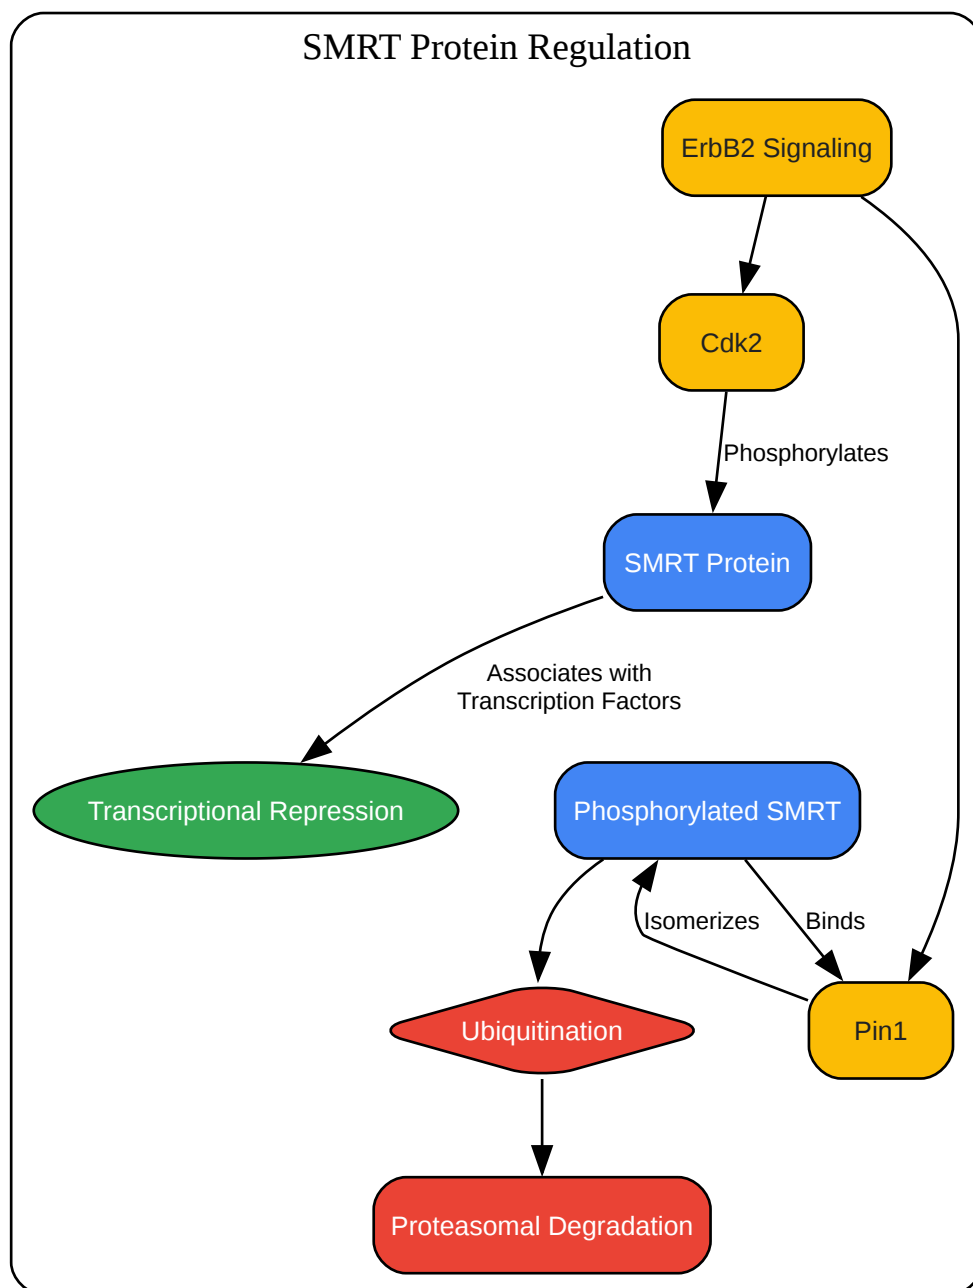 SMRT Protein Regulation
ErbB2 Signaling
Cdk2
Phosphorylates
SMRT Protein
Associates with
Transcription Factors
Transcriptional Repression
Phosphorylated SMRT
Isomerizes
Binds
Ubiquitination
Pin1
Proteasomal Degradation